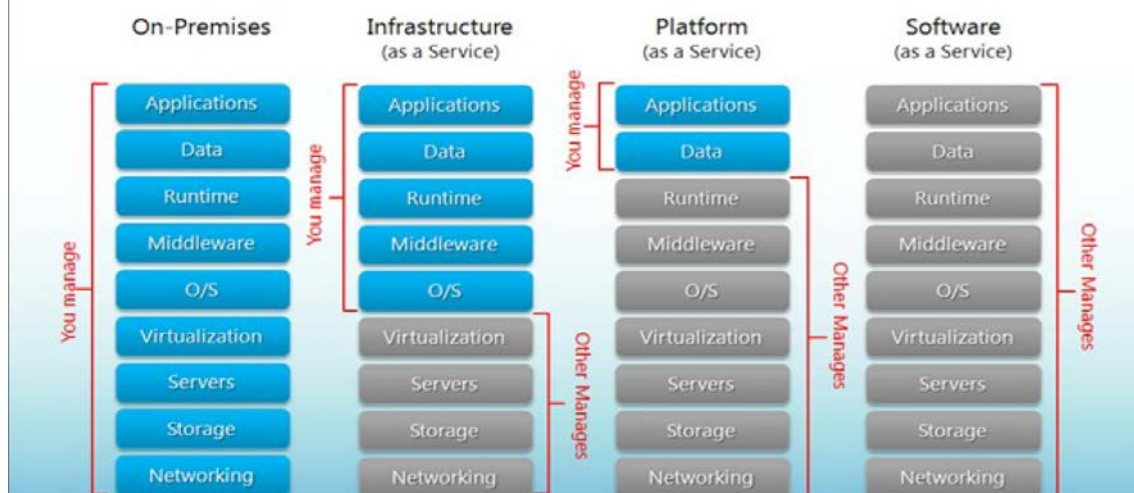 On-Premises
Infrastructure
(as a Service)
Platform
(as a Service)
Software
(as a Service)
You manage
Applications
Data
Runtime
Middleware
O/S
Virtualization
Servers
Storage
Networking
You manage
Applications
Data
Runtime
Middleware
O/S
Virtualization
Servers
Storage
Networking
Other Manages
You manage
Applications
Data
Runtime
Middleware
O/S
Virtualization
Servers
Storage
Networking
Other Manages
Applications
Data
Runtime
Middleware
O/S
Virtualization
Servers
Storage
Networking
Other Manages